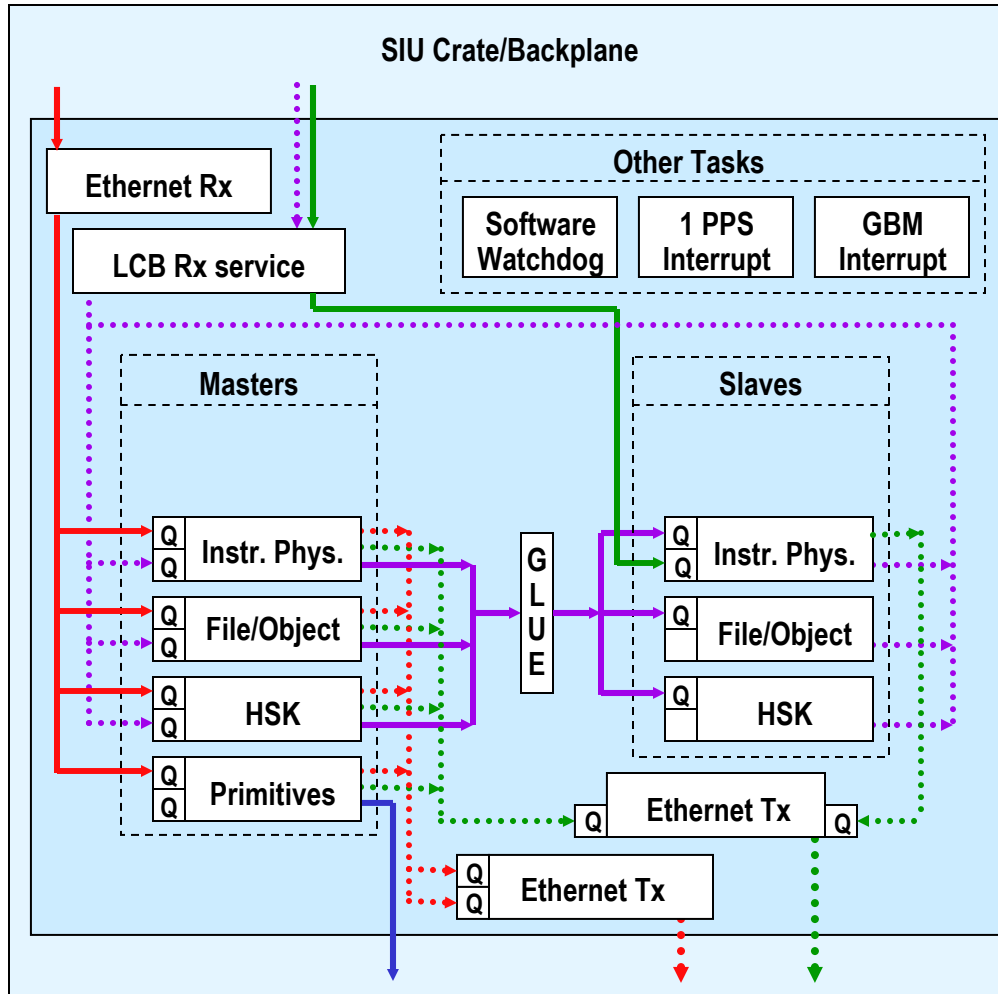 SIU Crate/Backplane
Ethernet Rx
LCB Rx service
Other Tasks
Software
Watchdog
1 PPS
Interrupt
GBM
Interrupt
Masters
Q
Q
Instr. Phys.
Q
Q
File/Object
Q
Q
HSK
Q
Q
Primitives
G
L
U
E
Slaves
Q
Q
Instr. Phys.
Q
File/Object
Q
HSK
Q
Ethernet Tx
Q
Q
Q
Ethernet Tx